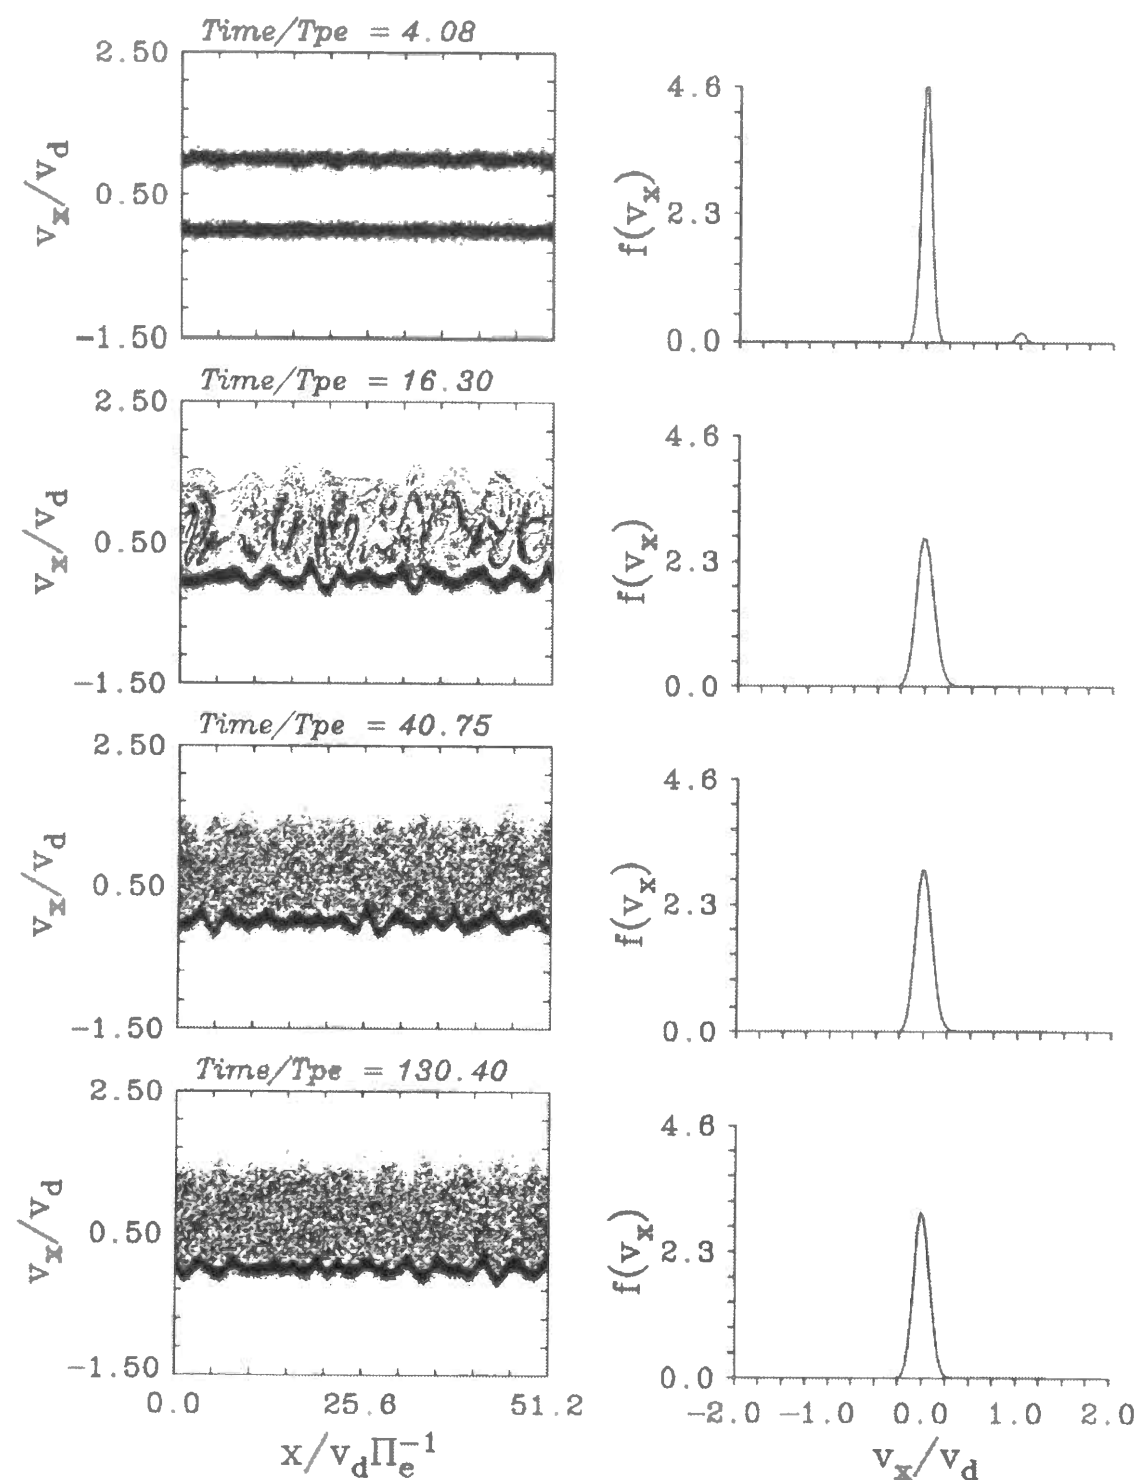 Time/Tpe = 4.08
2.50
0.50
-1.50
v_x/v_d
4.6
2.3
0.0
f(v_x)
Time/Tpe = 16.30
2.50
0.50
-1.50
v_x/v_d
4.6
2.3
0.0
f(v_x)
Time/Tpe = 40.75
2.50
0.50
-1.50
v_x/v_d
4.6
2.3
0.0
f(v_x)
Time/Tpe = 130.40
2.50
0.50
-1.50
v_x/v_d
0.0 25.6 51.2
x/v_dΠ_e^-1
4.6
2.3
0.0
f(v_x)
-2.0 -1.0 0.0 1.0 2.0
v_x/v_d